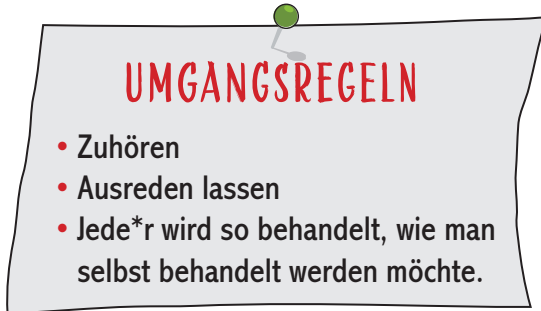 UMGANGSREGELN
• Zuhören
• Ausreden lassen
• Jede*r wird so behandelt, wie man
selbst behandelt werden möchte.